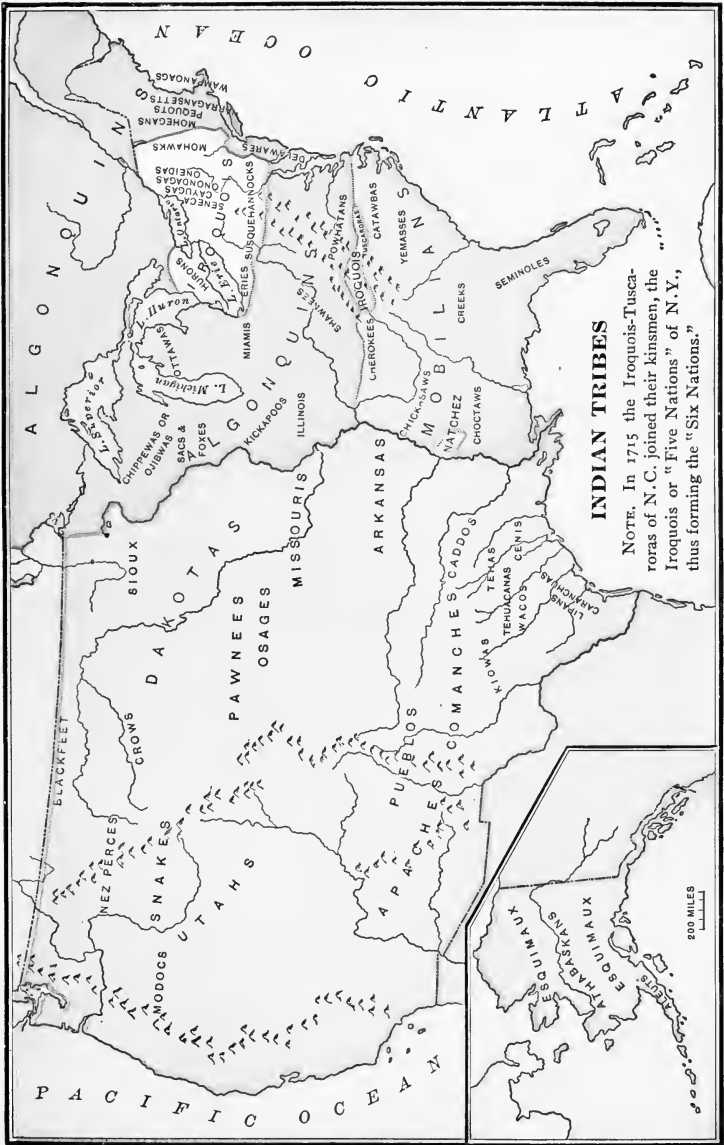 PACIFIC OCEAN
ATLANTIC OCEAN
ALGONQUINS
L. Superior
L. Michigan
L. Huron
L. Erie
L. Ontario
HURONS
OTTAWAS
CHIPPEWAS OR
OJIBWAS
SACS &
FOXES
ALGONQUINS
KICKAPOOS
ILLINOIS
MIAMIS
ERIES
SUSQUEHANNOCKS
IROQUOIS
SENECA
CAYUGAS
ONONDAGAS
ONEIDAS
MOHAWKS
MOHEGANS
PEQUOTS
NARRAGANSETTS
WAMPANOAGS
DELAWARES
SHAWNEES
POWHATANS
IROQUOIS
TUSCARORAS
CATAWBAS
YEMASSES
CHEROKEES
MOBILIANS
CHICKASAWS
NATCHEZ
CHOCTAWS
CREEKS
SEMINOLES
BLACKFEET
SIOUX
DAKOTAS
CROWS
PAWNEES
OSAGES
MISSOURIS
ARKANSAS
NEZ PERCES
SNAKES
UTAHS
MODOCS
PUEBLOS
APACHES
COMANCHES
CADDOS
KIOWAS
TEHAS
TEHUACANAS
CENIS
WACOS
LIPANS
CARANCHUAS
ESQUIMAUX
ATHABASKANS
ESQUIMAUX
ALEUTS
200 MILES
INDIAN TRIBES
NOTE. In 1715 the Iroquois-Tusca-
roras of N.C. joined their kinsmen, the
Iroquois or "Five Nations" of N.Y.,
thus forming the "Six Nations."